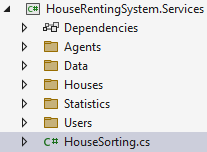 C# HouseRentingSystem.Services
Dependencies
Agents
Data
Houses
Statistics
Users
C# HouseSorting.cs